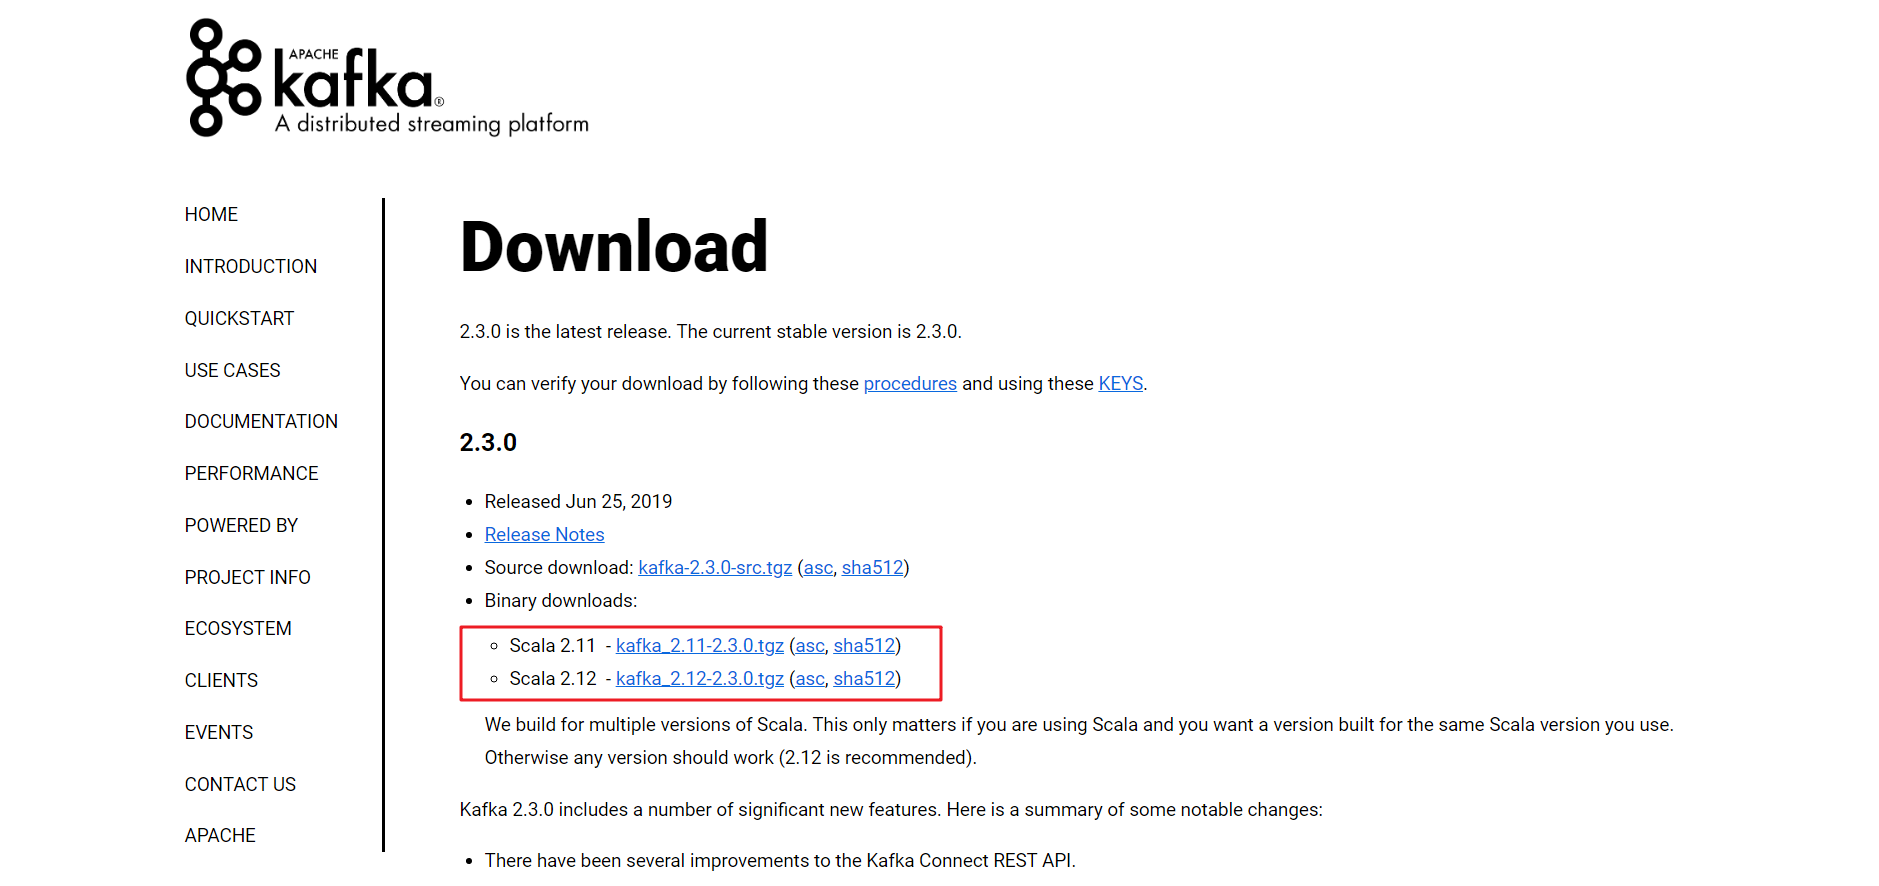 APACHE
kafka®
A distributed streaming platform
HOME
INTRODUCTION
QUICKSTART
USE CASES
DOCUMENTATION
PERFORMANCE
POWERED BY
PROJECT INFO
ECOSYSTEM
CLIENTS
EVENTS
CONTACT US
APACHE
Download
2.3.0 is the latest release. The current stable version is 2.3.0.
You can verify your download by following these procedures and using these KEYS.
2.3.0
• Released Jun 25, 2019
• Release Notes
• Source download: kafka-2.3.0-src.tgz (asc, sha512)
• Binary downloads:
◦ Scala 2.11 - kafka_2.11-2.3.0.tgz (asc, sha512)
◦ Scala 2.12 - kafka_2.12-2.3.0.tgz (asc, sha512)
We build for multiple versions of Scala. This only matters if you are using Scala and you want a version built for the same Scala version you use.
Otherwise any version should work (2.12 is recommended).
Kafka 2.3.0 includes a number of significant new features. Here is a summary of some notable changes:
• There have been several improvements to the Kafka Connect REST API.